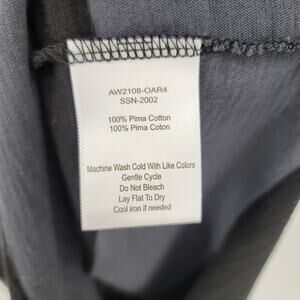 AW2108-OAR4
SSN-2002
100% Pima Cotton
100% Pima Coton
Machine Wash Cold With Like Colors
Gentle Cycle
Do Not Bleach
Lay Flat To Dry
Cool iron if needed